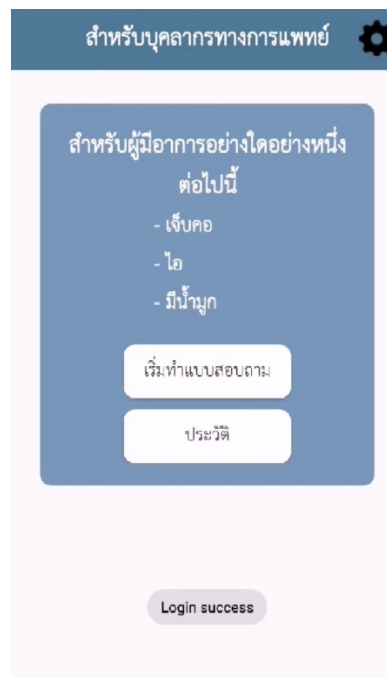 สำหรับบุคลากรทางการแพทย์
สำหรับผู้มีอาการอย่างใดอย่างหนึ่ง
ต่อไปนี้
- เจ็บคอ
- ไอ
- มีน้ำมูก
เริ่มทำแบบสอบถาม
ประวัติ
Login success